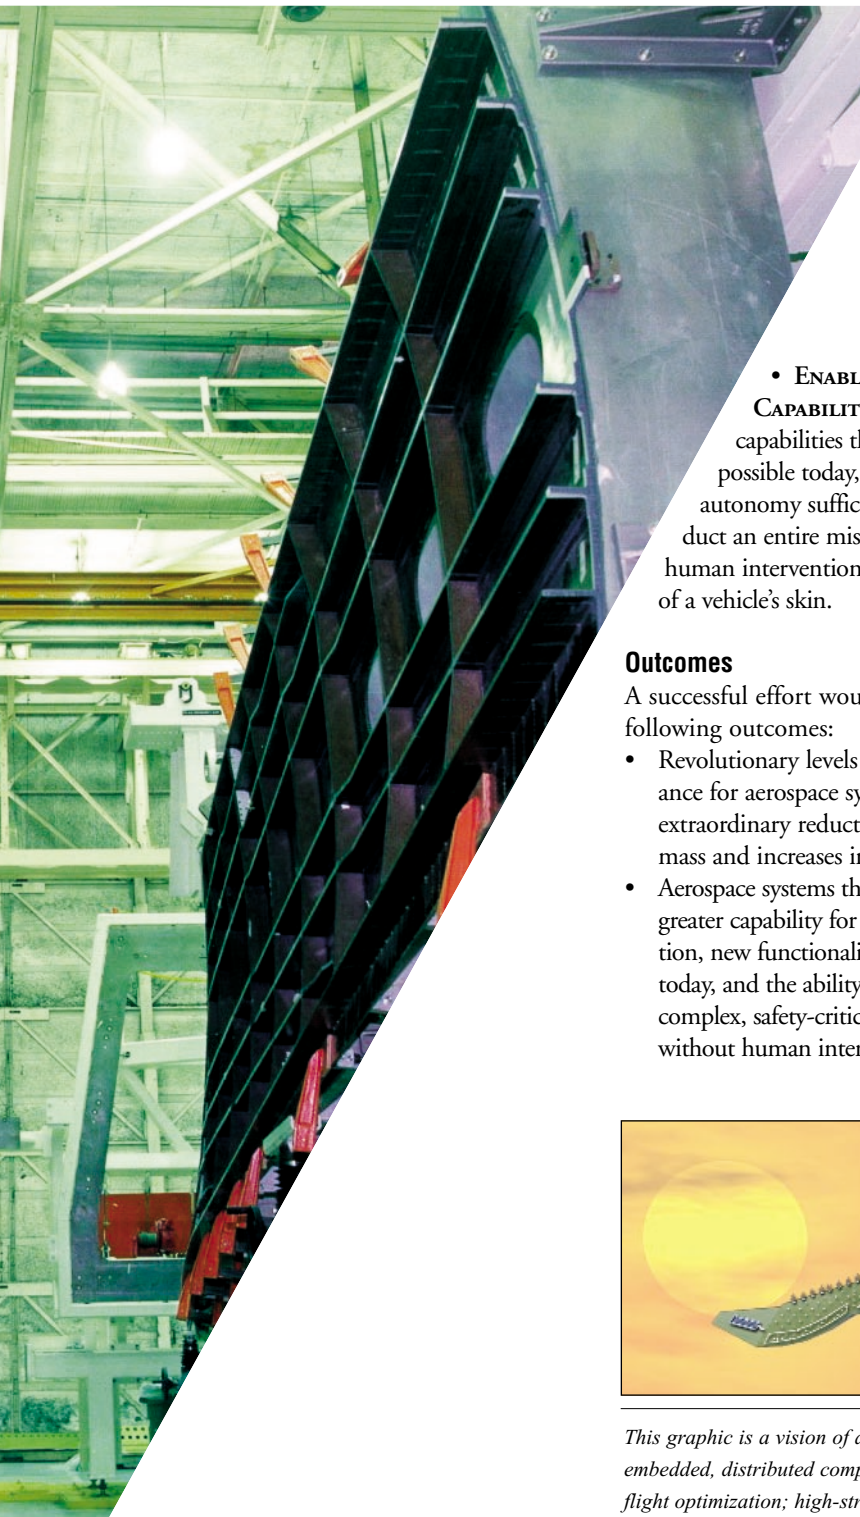 • ENABL
CAPABILIT
capabilities th
possible today,
autonomy suffic
duct an entire mis
human intervention
of a vehicle’s skin.
Outcomes
A successful effort wou
following outcomes:
• Revolutionary levels
ance for aerospace sy
extraordinary reduct
mass and increases in
• Aerospace systems th
greater capability for
tion, new functionali
today, and the ability
complex, safety-critic
without human inter
This graphic is a vision of a
embedded, distributed comp
flight optimization; high-str